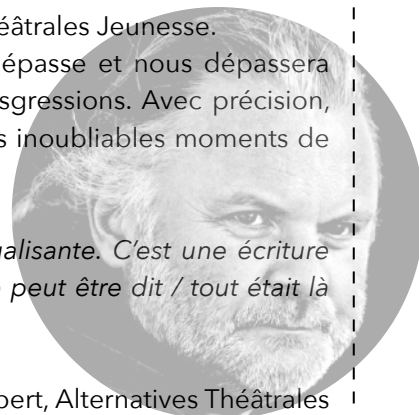 éâtrales Jeunesse.
épasse et nous dépassera
sgressions. Avec précision,
s inoubliables moments de
galisante. C'est une écriture
peut être dit / tout était là
bert, Alternatives Théâtrales